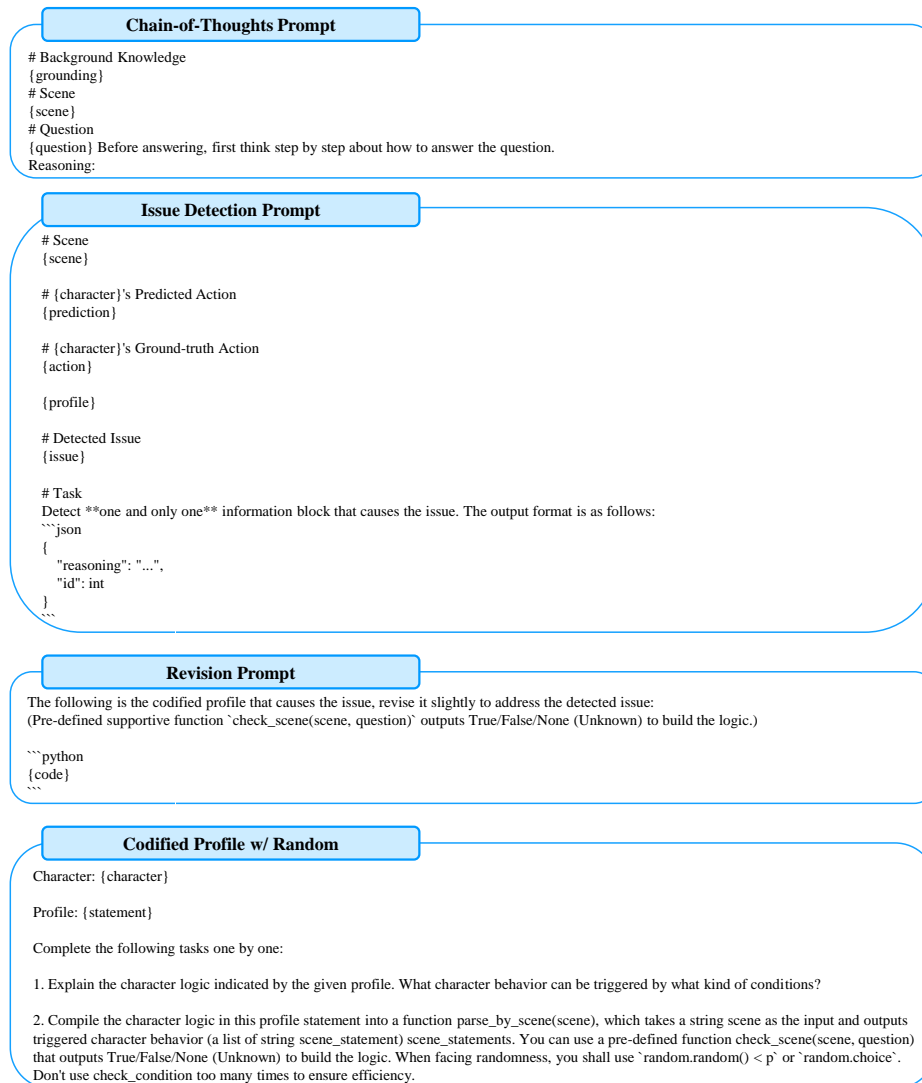 Chain-of-Thoughts Prompt
# Background Knowledge
{grounding}
# Scene
{scene}
# Question
{question} Before answering, first think step by step about how to answer the question.
Reasoning:
Issue Detection Prompt
# Scene
{scene}
# {character}'s Predicted Action
{prediction}
# {character}'s Ground-truth Action
{action}
{profile}
# Detected Issue
{issue}
# Task
Detect **one and only one** information block that causes the issue. The output format is as follows:
```json
{
"reasoning": "...",
"id": int
}
```
Revision Prompt
The following is the codified profile that causes the issue, revise it slightly to address the detected issue:
(Pre-defined supportive function `check_scene(scene, question)` outputs True/False/None (Unknown) to build the logic.)
```python
{code}
```
Codified Profile w/ Random
Character: {character}
Profile: {statement}
Complete the following tasks one by one:
1. Explain the character logic indicated by the given profile. What character behavior can be triggered by what kind of conditions?
2. Compile the character logic in this profile statement into a function parse_by_scene(scene), which takes a string scene as the input and outputs
triggered character behavior (a list of string scene_statement) scene_statements. You can use a pre-defined function check_scene(scene, question)
that outputs True/False/None (Unknown) to build the logic. When facing randomness, you shall use `random.random() < p` or `random.choice`.
Don't use check_condition too many times to ensure efficiency.